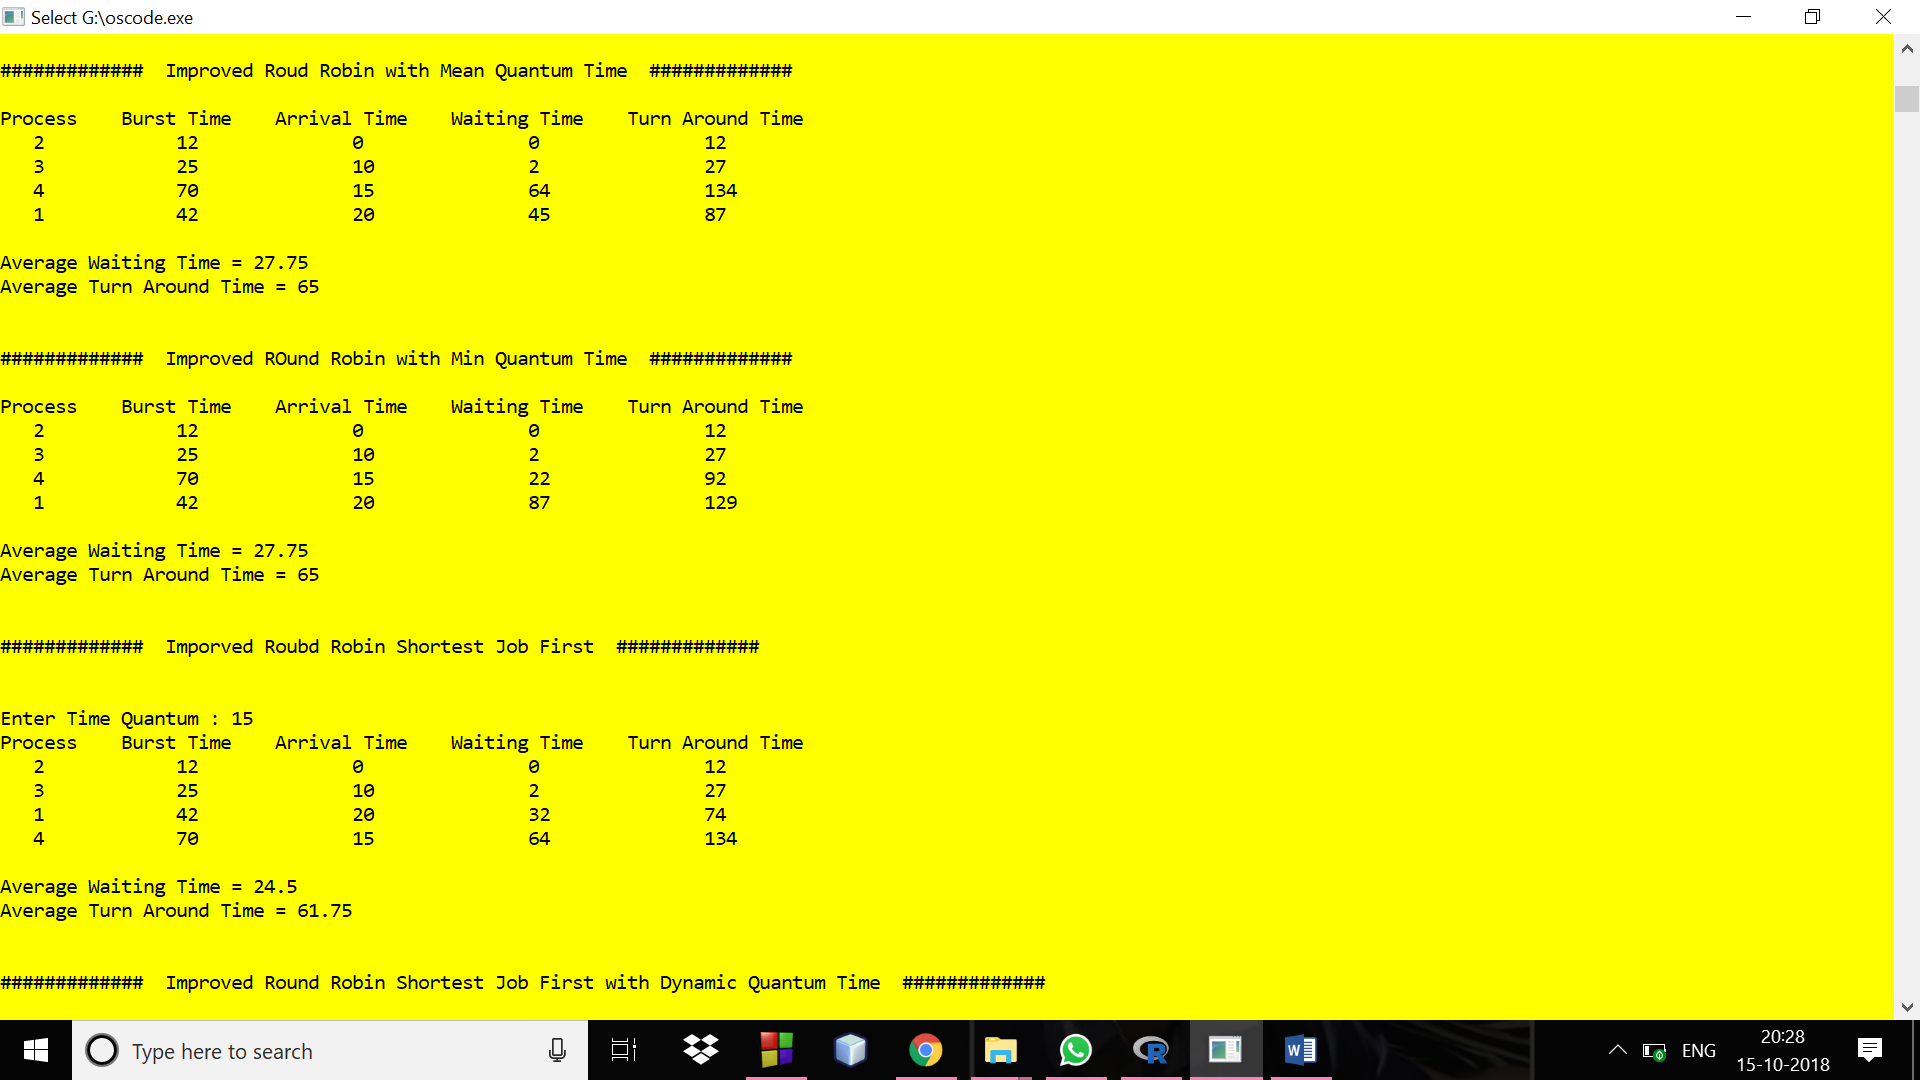 Select G:\oscode.exe
#############  Improved Roud Robin with Mean Quantum Time  #############
Process    Burst Time    Arrival Time    Waiting Time    Turn Around Time
2    12    0    0    12
3    25    10    2    27
4    70    15    64    134
1    42    20    45    87
Average Waiting Time = 27.75
Average Turn Around Time = 65
#############  Improved ROund Robin with Min Quantum Time  #############
Process    Burst Time    Arrival Time    Waiting Time    Turn Around Time
2    12    0    0    12
3    25    10    2    27
4    70    15    22    92
1    42    20    87    129
Average Waiting Time = 27.75
Average Turn Around Time = 65
#############  Imporved Roubd Robin Shortest Job First  #############
Enter Time Quantum : 15
Process    Burst Time    Arrival Time    Waiting Time    Turn Around Time
2    12    0    0    12
3    25    10    2    27
1    42    20    32    74
4    70    15    64    134
Average Waiting Time = 24.5
Average Turn Around Time = 61.75
#############  Improved Round Robin Shortest Job First with Dynamic Quantum Time  #############
Type here to search
ENG
20:28
15-10-2018